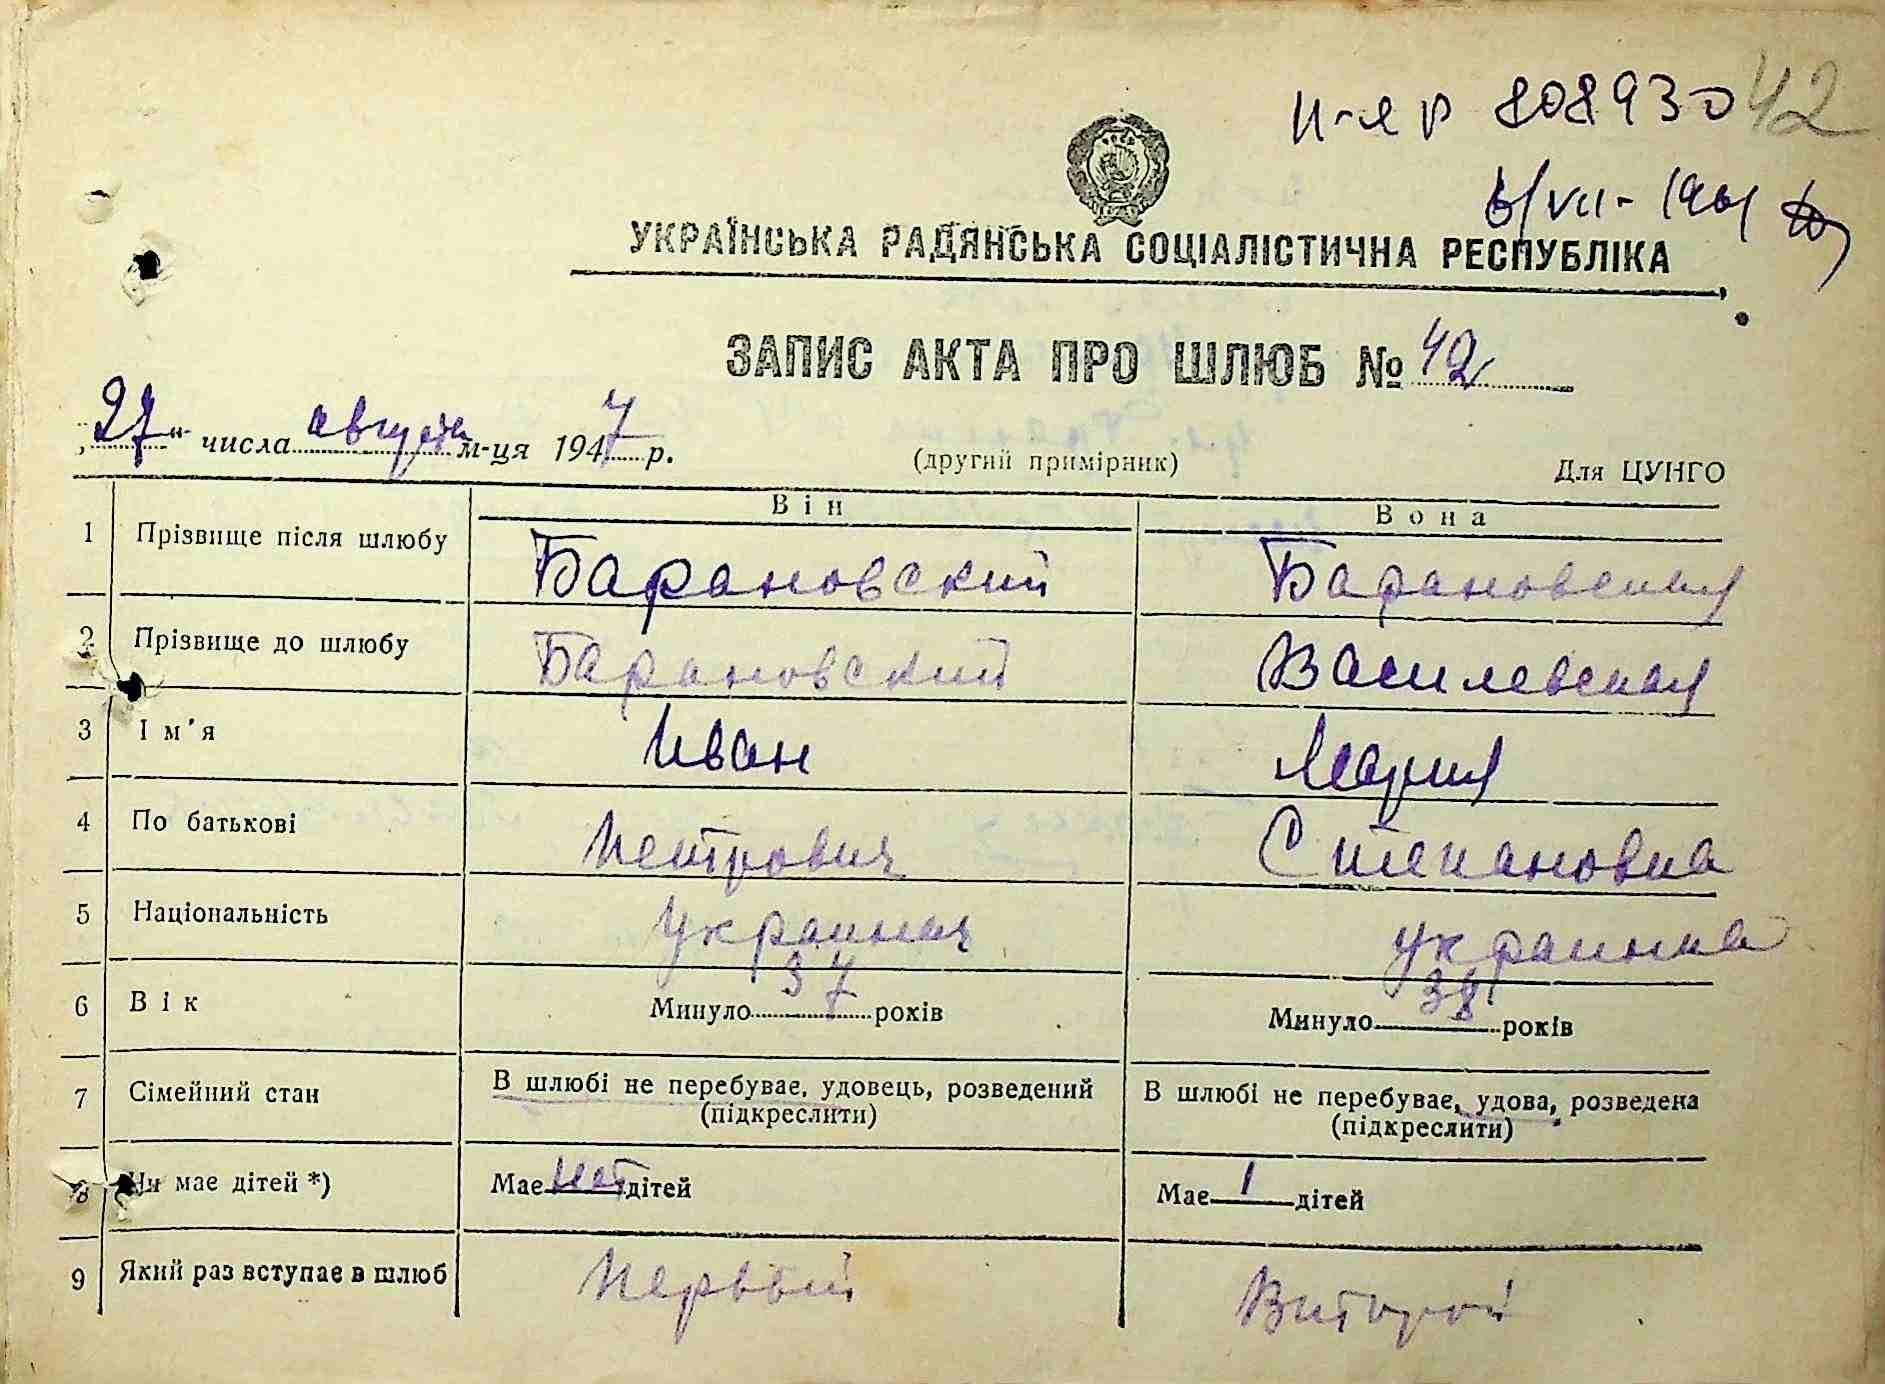 II-я Р 808930 42
6/VII-1961
УКРАЇНСЬКА РАДЯНСЬКА СОЦІАЛІСТИЧНА РЕСПУБЛІКА
ЗАПИС АКТА ПРО ШЛЮБ № 42
„27“ числа августа м-ця 1947 р.
(другий примірник)
Для ЦУНГО
Він Вона
1 Прізвище після шлюбу Барановский Барановская
2 Прізвище до шлюбу Барановский Василевская
3 Ім'я Иван Мария
4 По батькові Петрович Степановна
5 Національність украинец украинка
6 Вік Минуло 37 років Минуло 38 років
7 Сімейний стан В шлюбі не перебуває, удовець, розведений В шлюбі не перебуває, удова, розведена
(підкреслити) (підкреслити)
8 Чи має дітей *) Має нет дітей Має 1 дітей
9 Який раз вступає в шлюб Первый Второй